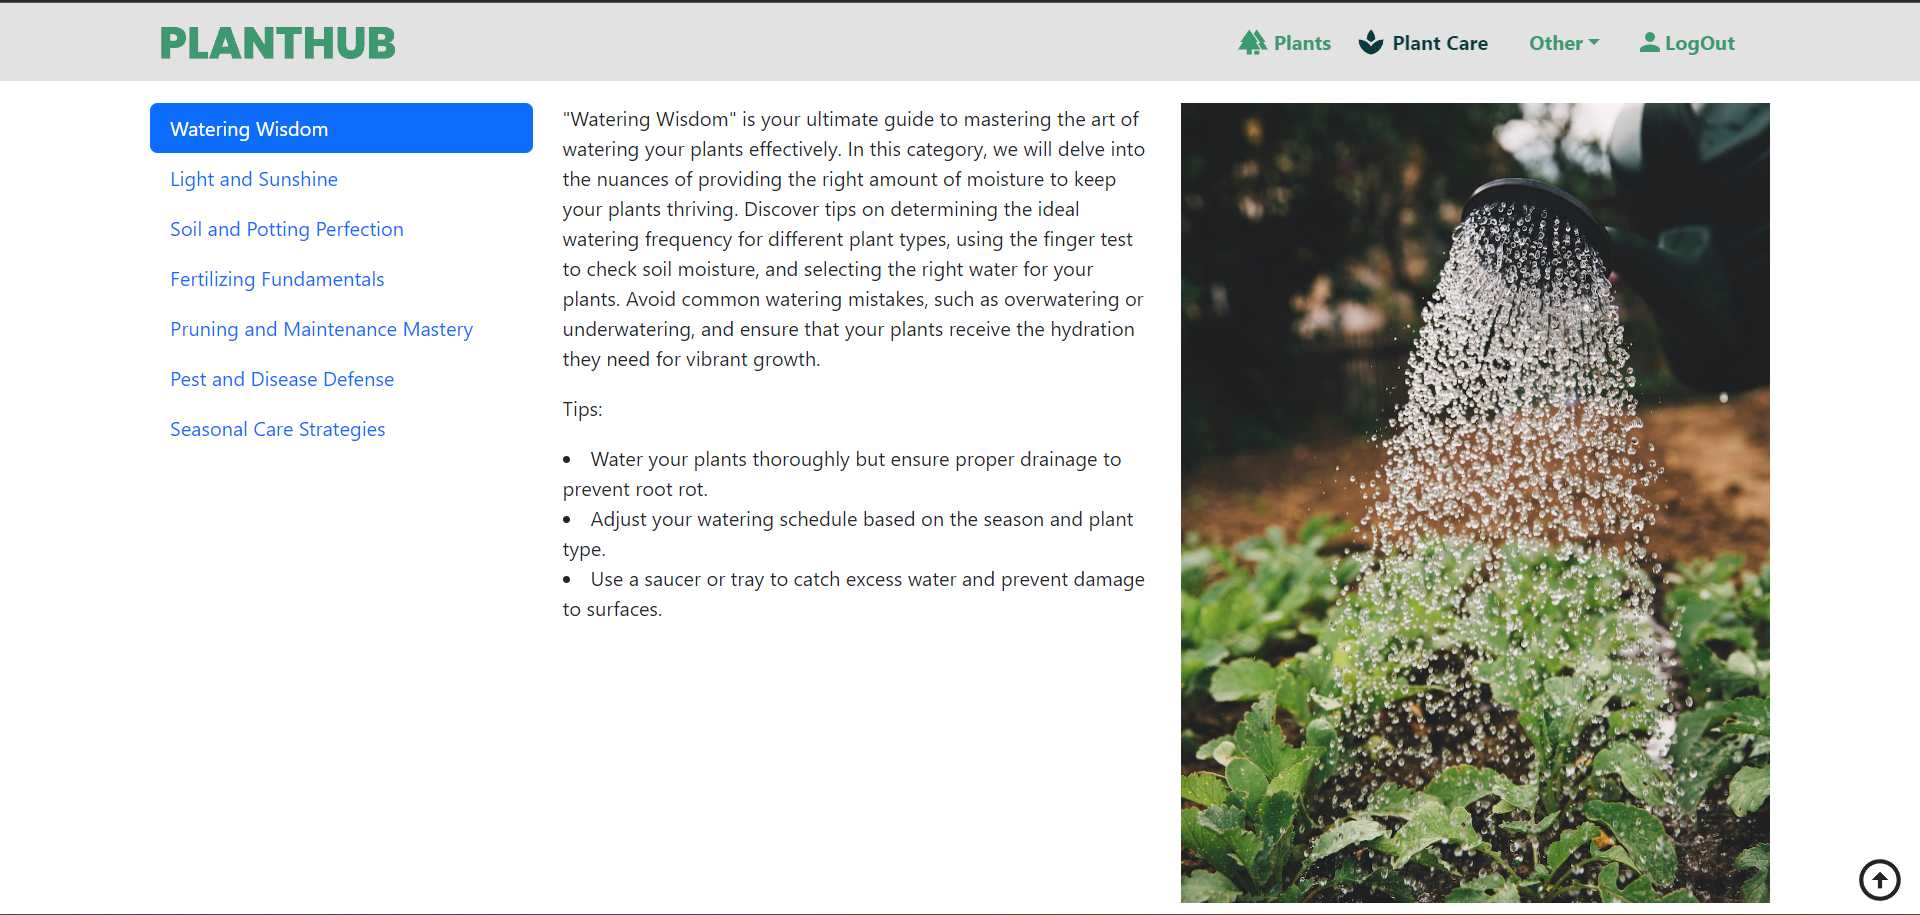 PLANTHUB
Plants
Plant Care
Other
LogOut
Watering Wisdom
Light and Sunshine
Soil and Potting Perfection
Fertilizing Fundamentals
Pruning and Maintenance Mastery
Pest and Disease Defense
Seasonal Care Strategies
"Watering Wisdom" is your ultimate guide to mastering the art of
watering your plants effectively. In this category, we will delve into
the nuances of providing the right amount of moisture to keep
your plants thriving. Discover tips on determining the ideal
watering frequency for different plant types, using the finger test
to check soil moisture, and selecting the right water for your
plants. Avoid common watering mistakes, such as overwatering or
underwatering, and ensure that your plants receive the hydration
they need for vibrant growth.
Tips:
• Water your plants thoroughly but ensure proper drainage to
prevent root rot.
• Adjust your watering schedule based on the season and plant
type.
• Use a saucer or tray to catch excess water and prevent damage
to surfaces.